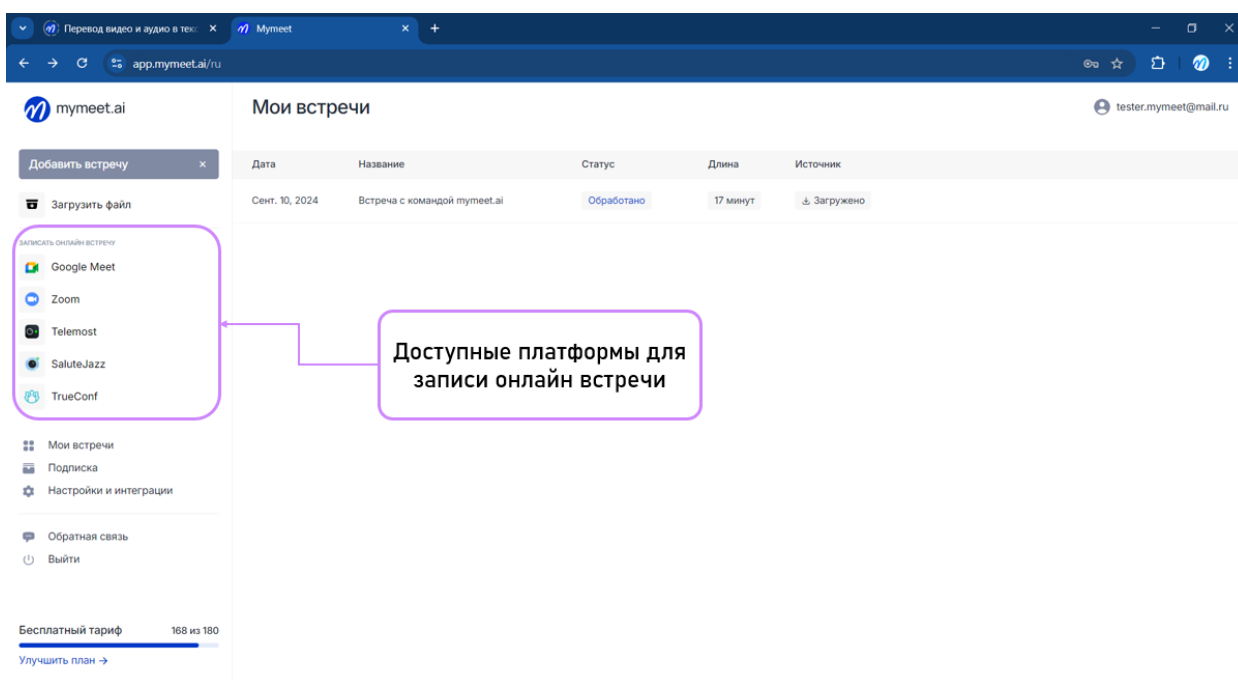 Перевод видео и аудио в текс
Mymeet
app.mymeet.ai/ru
mymeet.ai
Мои встречи
tester.mymeet@mail.ru
Добавить встречу
Дата Название Статус Длина Источник
Загрузить файл
Сент. 10, 2024 Встреча с командой mymeet.ai Обработано 17 минут Загружено
ЗАПИСАТЬ ОНЛАЙН ВСТРЕЧУ
Google Meet
Zoom
Telemost
SaluteJazz
TrueConf
Доступные платформы для
записи онлайн встречи
Мои встречи
Подписка
Настройки и интеграции
Обратная связь
Выйти
Бесплатный тариф 168 из 180
Улучшить план →